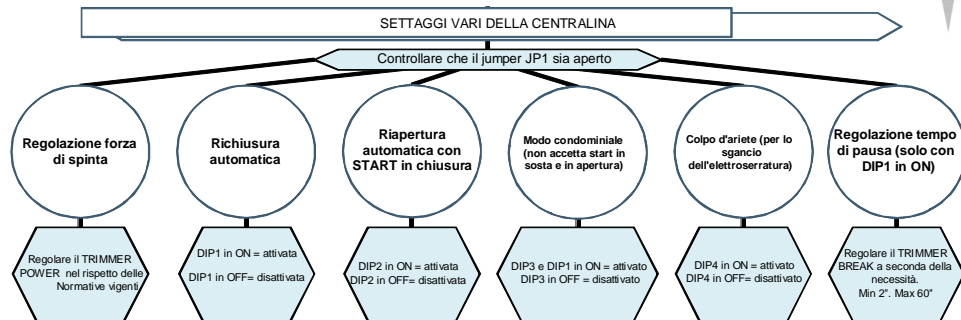 SETTAGGI VARI DELLA CENTRALINA
Controllare che il jumper JP1 sia aperto
Regolazione forza
di spinta
Richiusura
automatica
Riapertura
automatica con
START in chiusura
Modo condominiale
(non accetta start in
sosta e in apertura)
Colpo d'ariete (per lo
sgancio
dell'elettroserratura)
Regolazione tempo
di pausa (solo con
DIP1 in ON)
Regolare il TRIMMER
POWER nel rispetto delle
Normative vigenti
DIP1 in ON = attivata
DIP1 in OFF= disattivata
DIP2 in ON = attivata
DIP2 in OFF= disattivata
DIP3 e DIP1 in ON = attivato
DIP3 in OFF = disattivato
DIP4 in ON = attivato
DIP4 in OFF = disattivato
Regolare il TRIMMER
BREAK a seconda della
necessità.
Min 2". Max 60"